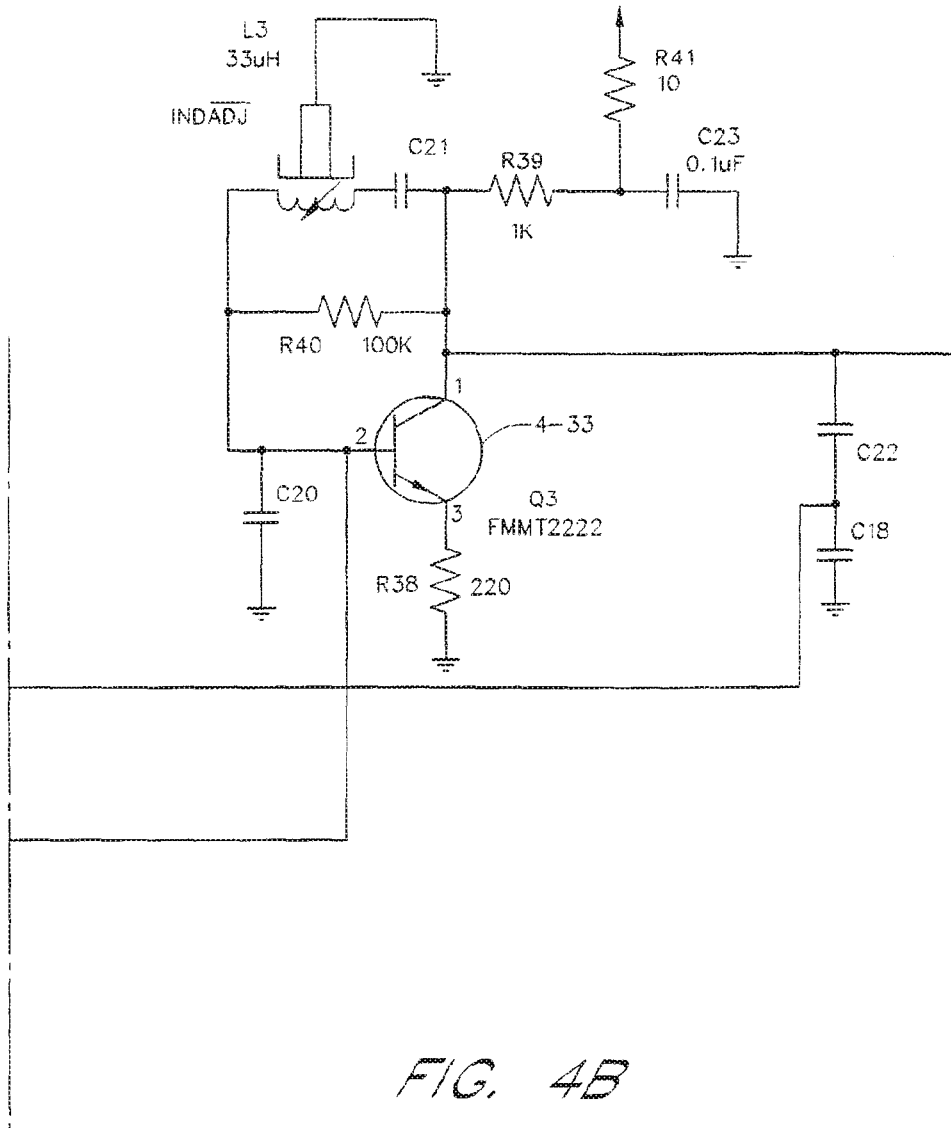 L3
33uH
INDADJ
C21
R39
1K
R41
10
C23
0.1uF
R40 100K
1
2
3
4-33
C20
Q3
FMMT2222
R38 220
C22
C18
FIG. 4B